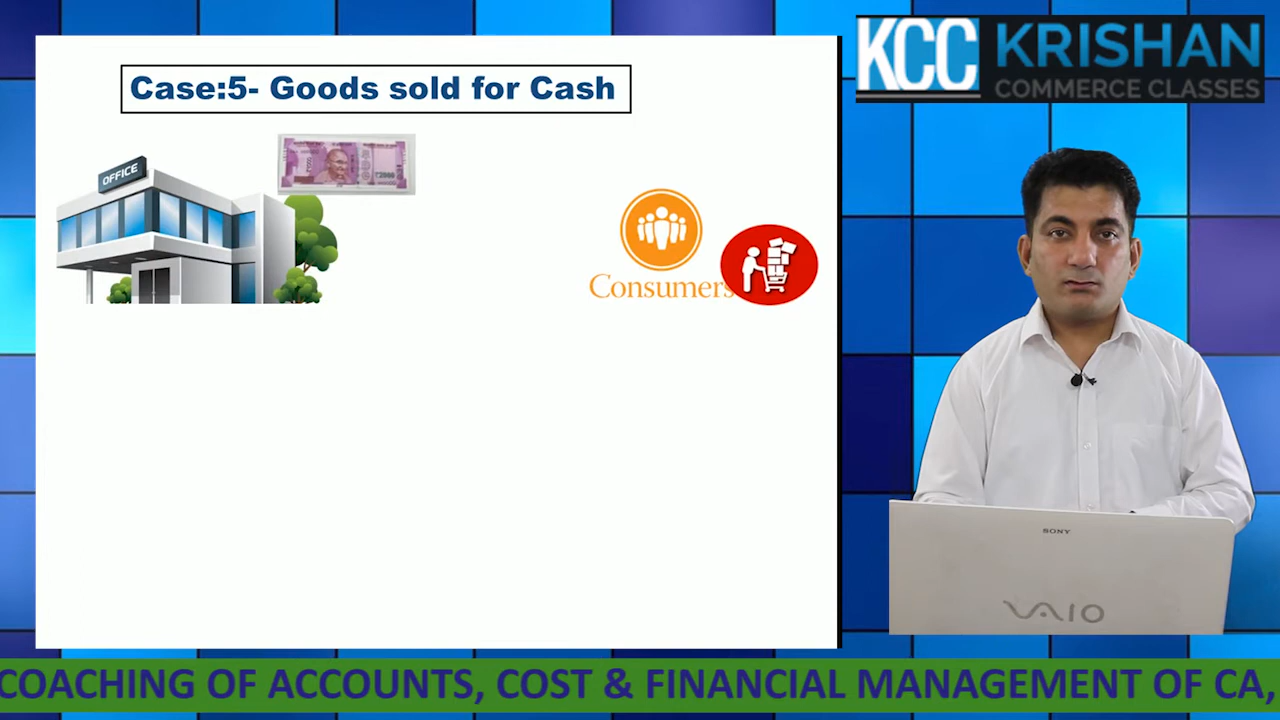 KCC KRISHAN
COMMERCE CLASSES
Case:5- Goods sold for Cash
OFFICE
Consumers
SONY
VAIO
COACHING OF ACCOUNTS, COST & FINANCIAL MANAGEMENT OF CA,